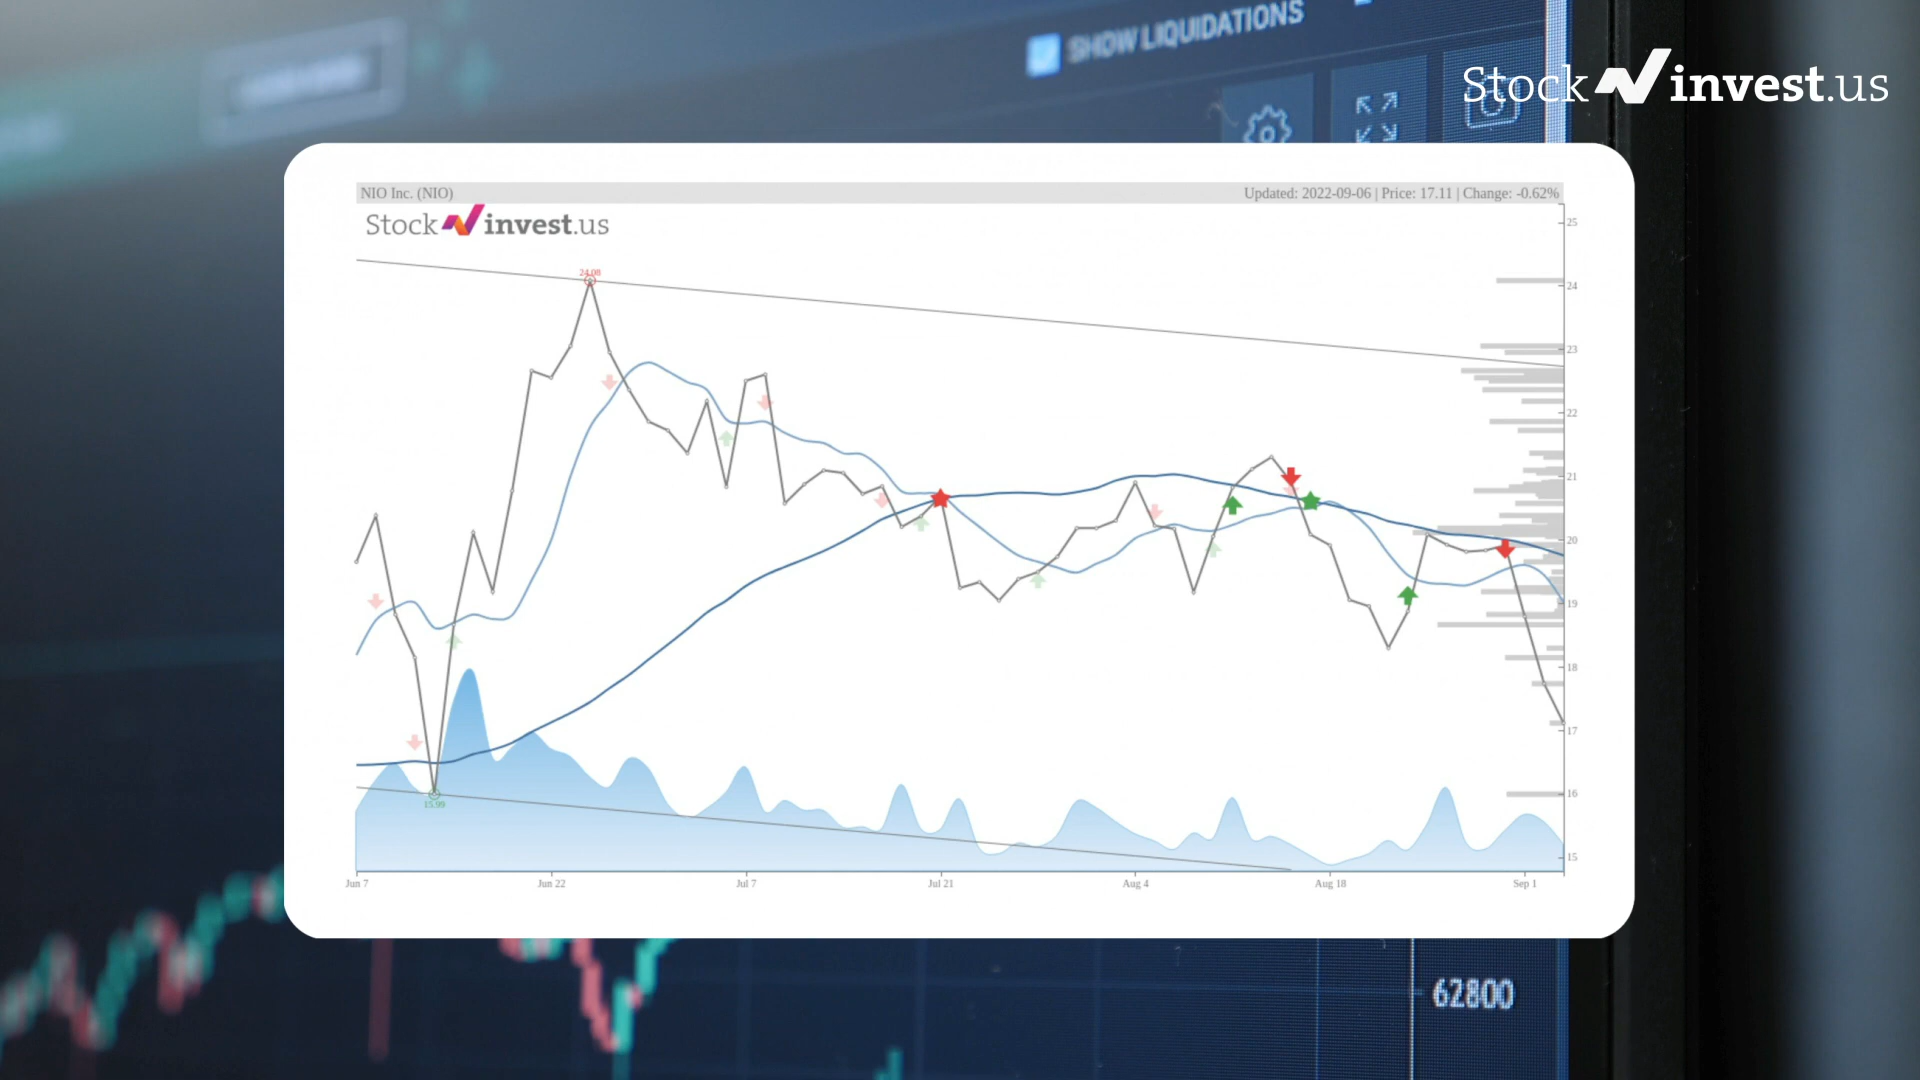 SHOW LIQUIDATIONS
Stock invest.us
NIO Inc. (NIO)
Updated: 2022-09-06 | Price: 17.11 | Change: -0.62%
Stock invest.us
25
24.08
24
23
22
21
20
19
18
17
15.99
16
15
Jun 7
Jun 22
Jul 7
Jul 21
Aug 4
Aug 18
Sep 1
62800